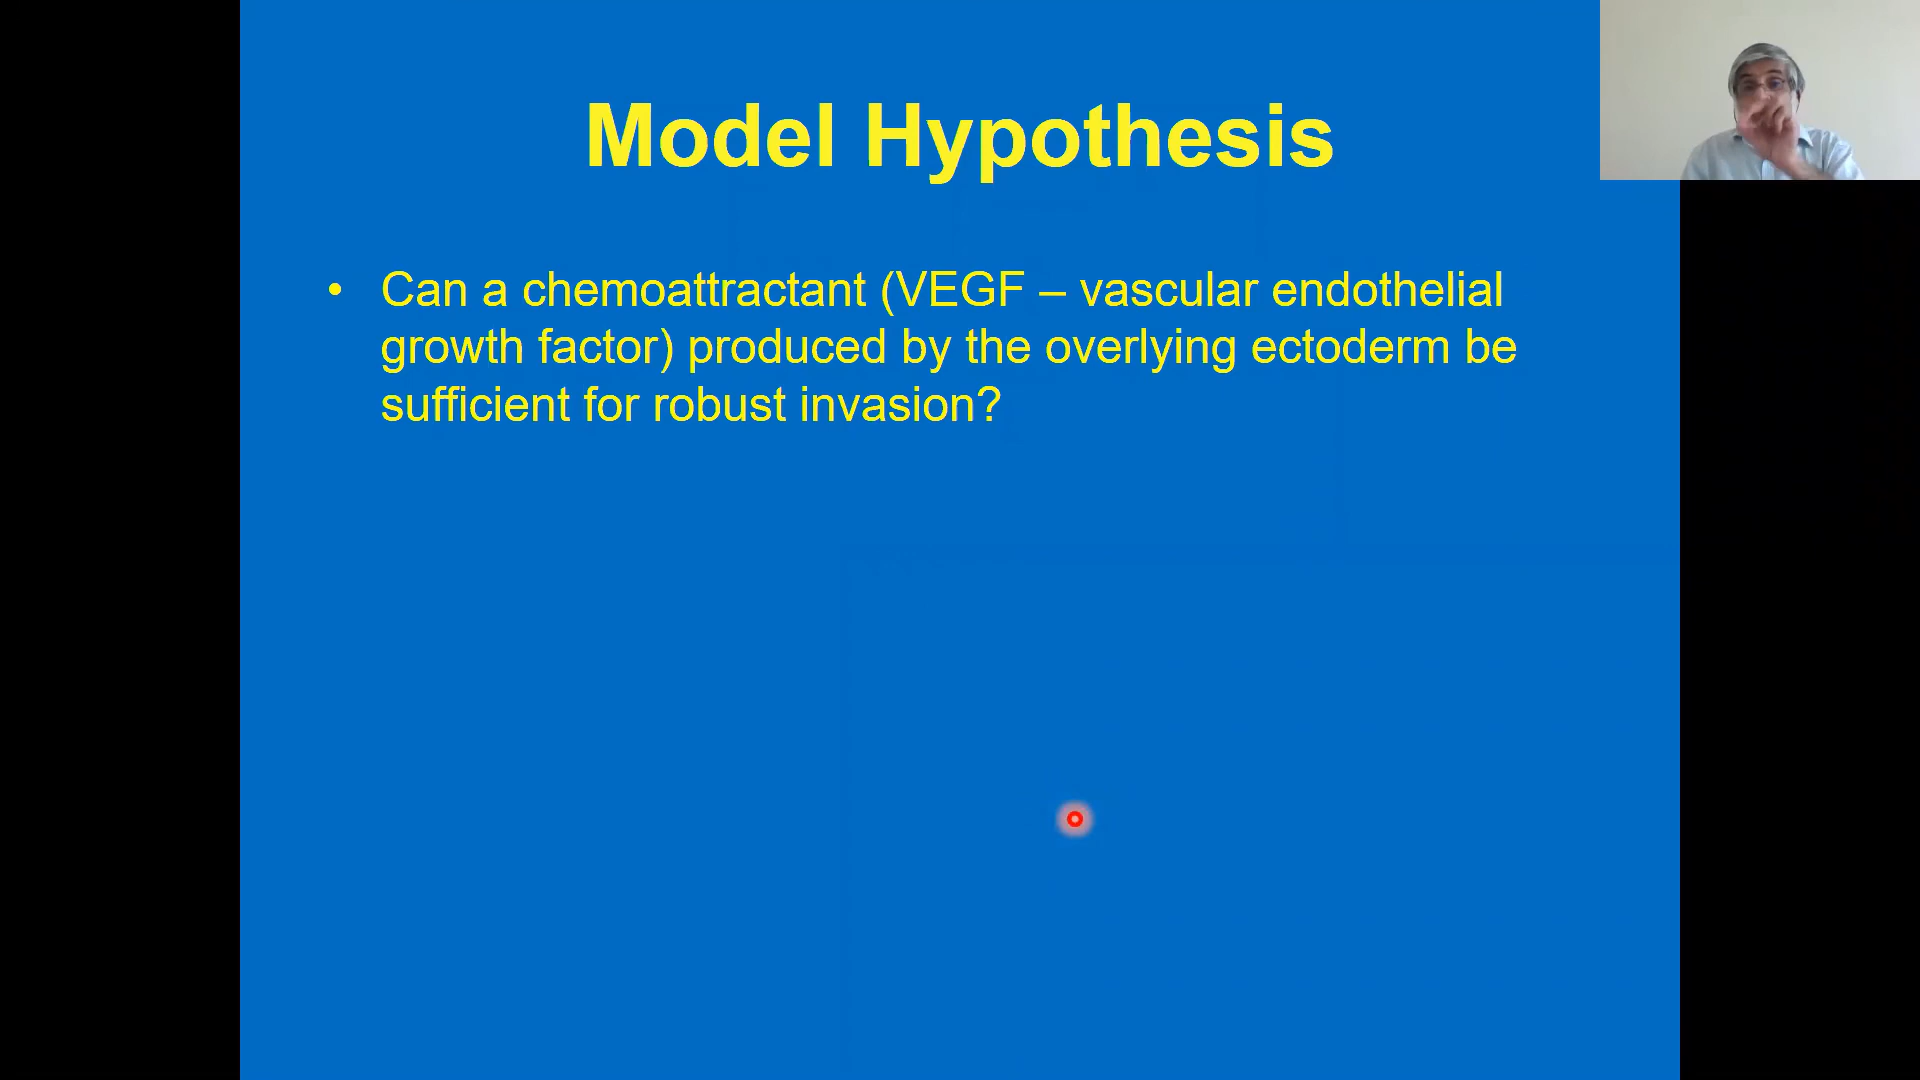 Model Hypothesis
• Can a chemoattractant (VEGF – vascular endothelial
growth factor) produced by the overlying ectoderm be
sufficient for robust invasion?